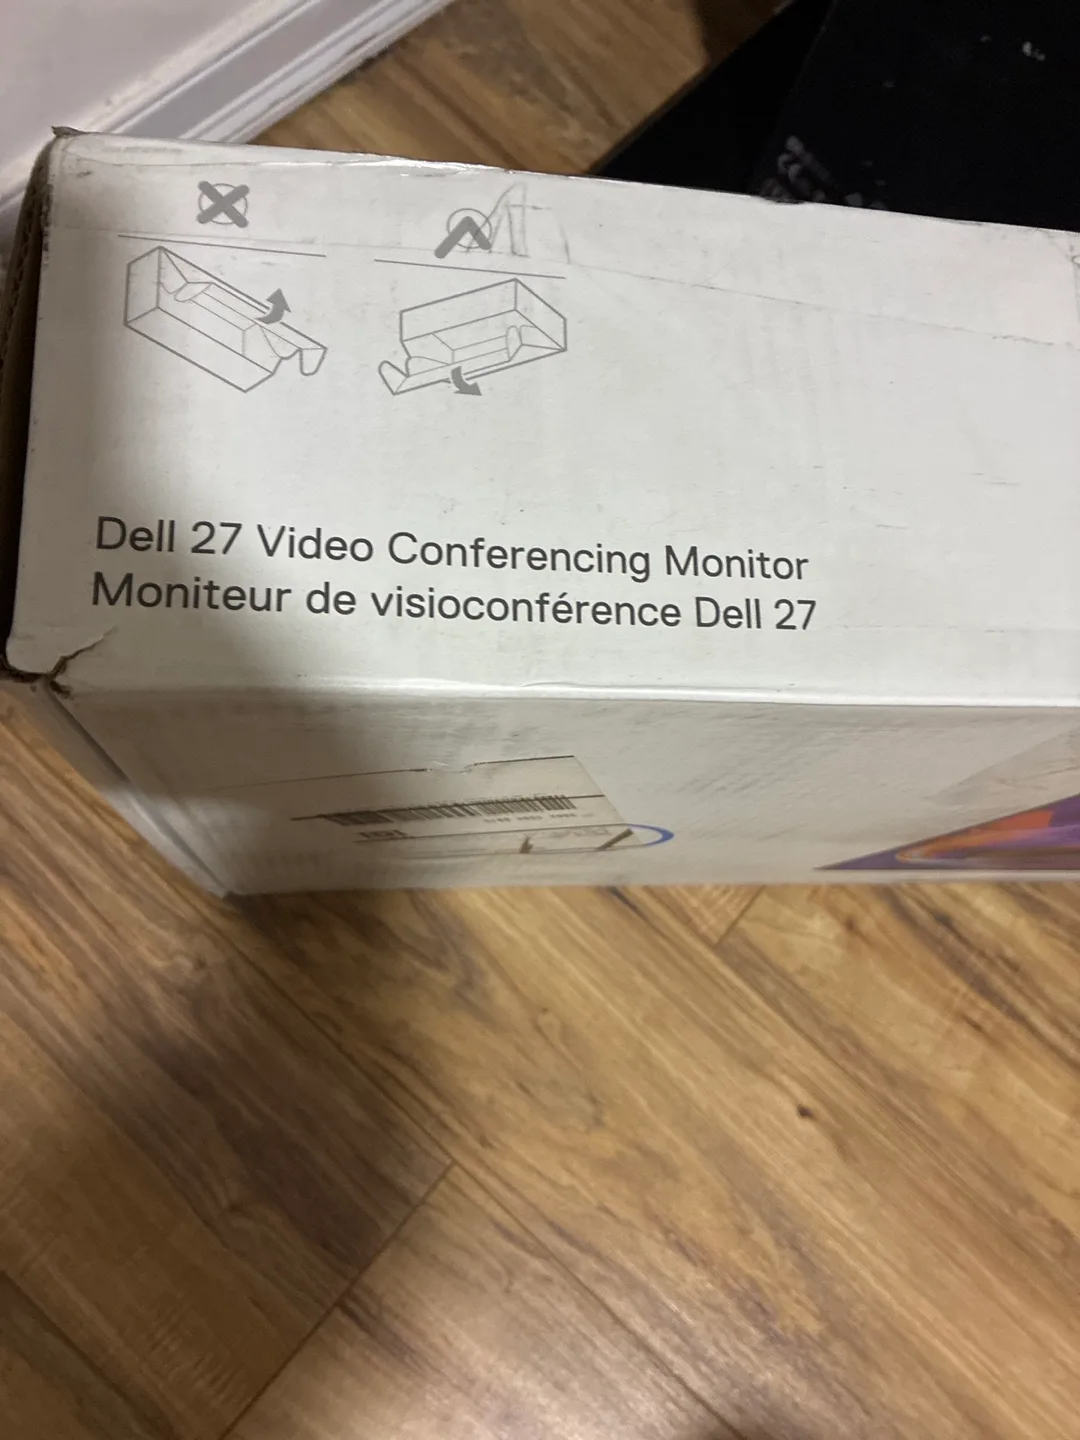 Dell 27 Video Conferencing Monitor
Moniteur de visioconférence Dell 27